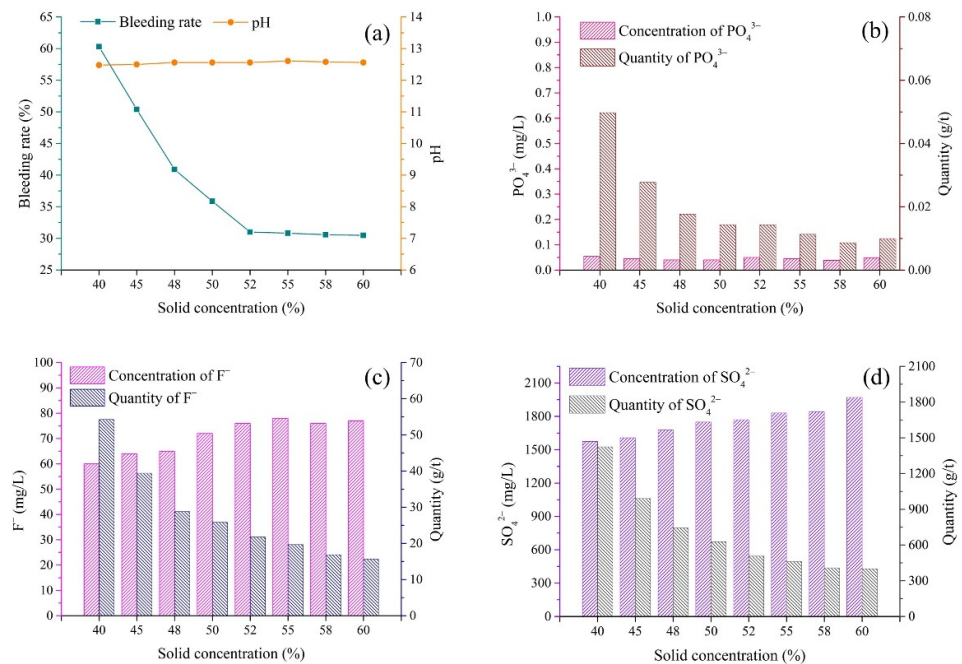 (a)
Bleeding rate
pH
65
60
55
50
45
40
35
30
25
Bleeding rate (%)
14
13
12
11
10
9
8
7
6
pH
40 45 48 50 52 55 58 60
Solid concentration (%)
(b)
Concentration of PO₄³⁻
Quantity of PO₄³⁻
1.0
0.9
0.8
0.7
0.6
0.5
0.4
0.3
0.2
0.1
0.0
PO₄³⁻ (mg/L)
0.08
0.06
0.04
0.02
0.00
Quantity (g/t)
40 45 48 50 52 55 58 60
Solid concentration (%)
(c)
Concentration of F⁻
Quantity of F⁻
100
90
80
70
60
50
40
30
20
10
0
F⁻ (mg/L)
70
60
50
40
30
20
10
0
Quantity (g/t)
40 45 48 50 52 55 58 60
Solid concentration (%)
(d)
Concentration of SO₄²⁻
Quantity of SO₄²⁻
2100
1800
1500
1200
900
600
300
0
SO₄²⁻ (mg/L)
2100
1800
1500
1200
900
600
300
0
Quantity (g/t)
40 45 48 50 52 55 58 60
Solid concentration (%)